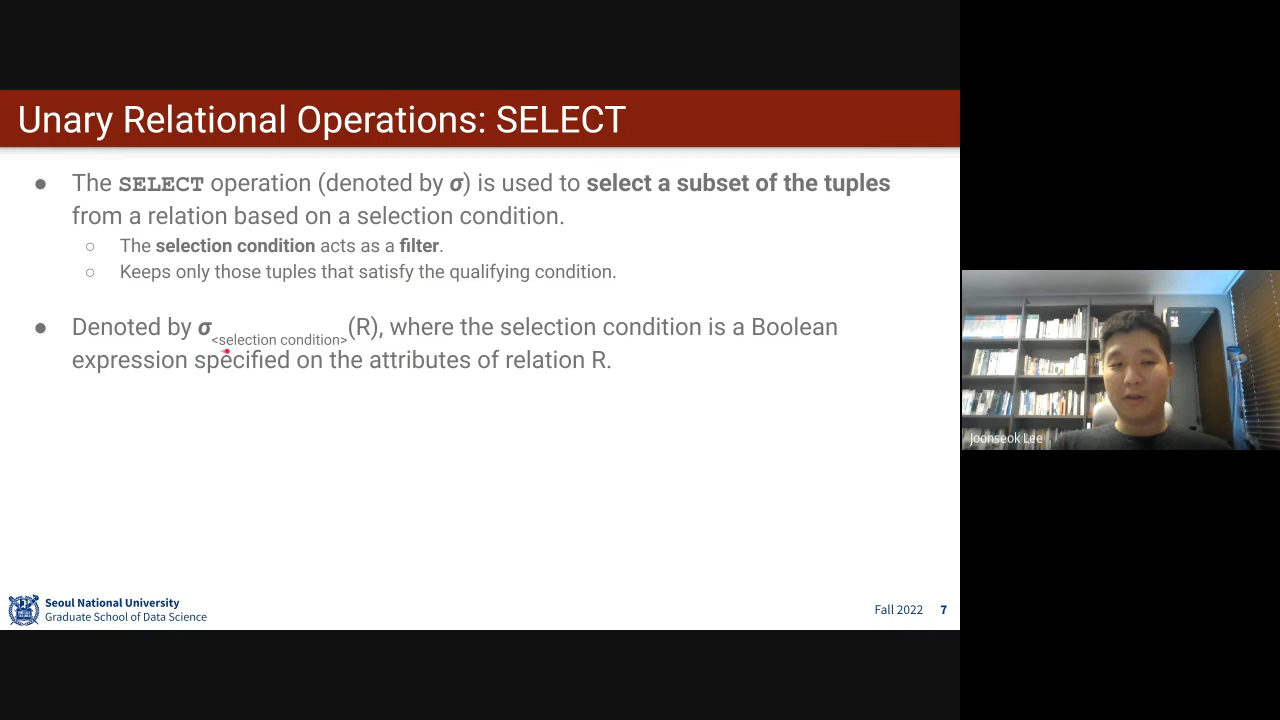 Unary Relational Operations: SELECT
● The SELECT operation (denoted by σ) is used to select a subset of the tuples
from a relation based on a selection condition.
○ The selection condition acts as a filter.
○ Keeps only those tuples that satisfy the qualifying condition.
● Denoted by σ<selection condition>(R), where the selection condition is a Boolean
expression specified on the attributes of relation R.
Joonseok Lee
Seoul National University
Graduate School of Data Science
Fall 2022 7